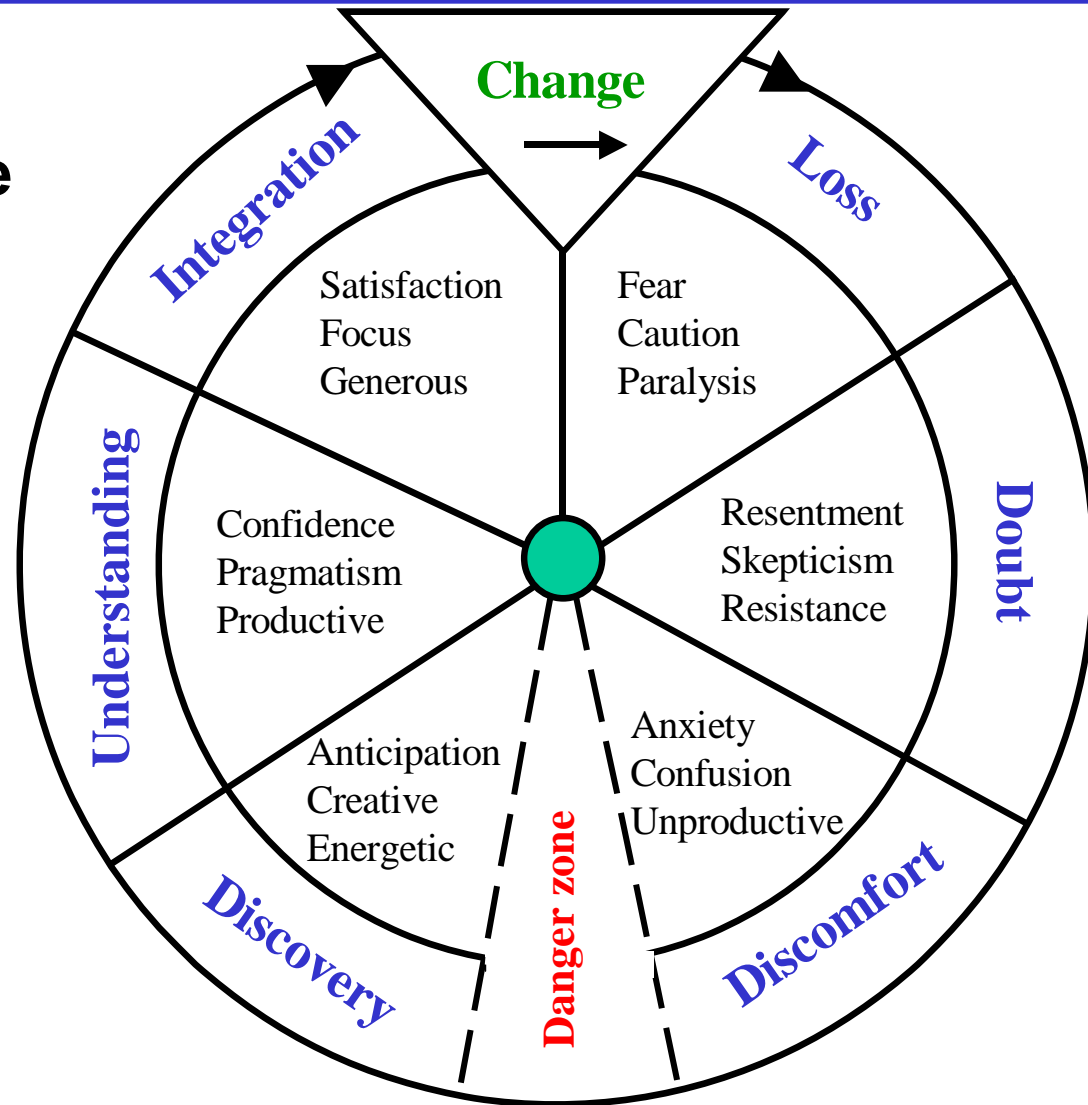 e
Change
Loss
Fear
Caution
Paralysis
Doubt
Resentment
Skepticism
Resistance
Discomfort
Anxiety
Confusion
Unproductive
Danger zone
Discovery
Anticipation
Creative
Energetic
Understanding
Confidence
Pragmatism
Productive
Integration
Satisfaction
Focus
Generous